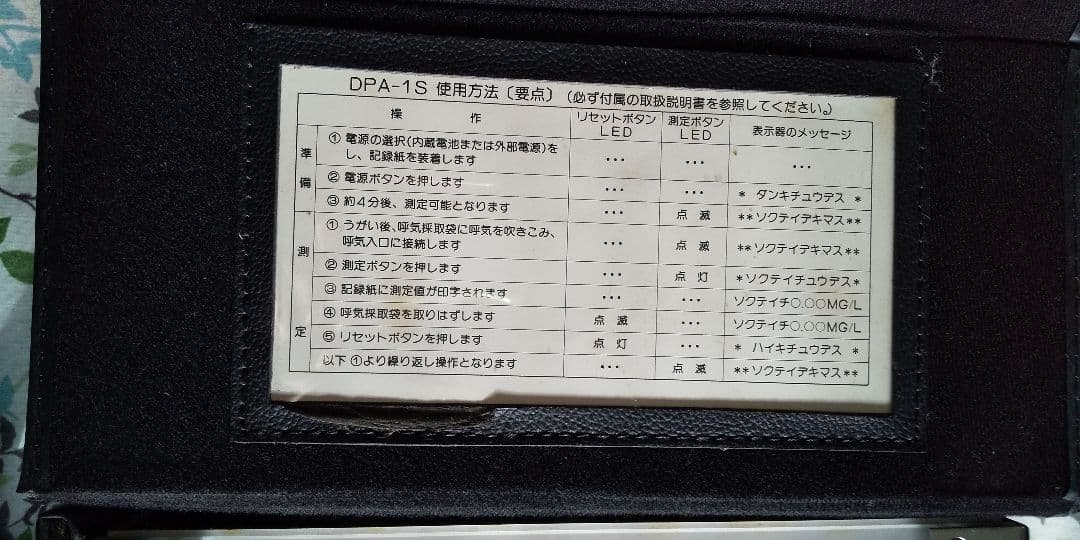 DPA-1S 使用方法〔要点〕(必ず付属の取扱説明書を参照してください。)
操 作 リセットボタン LED 測定ボタン LED 表示器のメッセージ
準備
① 電源の選択(内蔵電池または外部電源)を
し、記録紙を装着します ・・・ ・・・ ・・・
② 電源ボタンを押します ・・・ ・・・ * ダンキチュウデス *
③ 約4分後、測定可能となります ・・・ 点 滅 **ソクテイデキマス**
測定
① うがい後、呼気採取袋に呼気を吹きこみ、
呼気入口に接続します ・・・ 点 滅 **ソクテイデキマス**
② 測定ボタンを押します ・・・ 点 灯 *ソクテイチュウデス*
③ 記録紙に測定値が印字されます ・・・ ・・・ ソクテイチ○.○○MG/L
④ 呼気採取袋を取りはずします 点 滅 ・・・ ソクテイチ○.○○MG/L
⑤ リセットボタンを押します 点 灯 ・・・ * ハイキチュウデス *
以下 ①より繰り返し操作となります ・・・ 点 滅 **ソクテイデキマス**